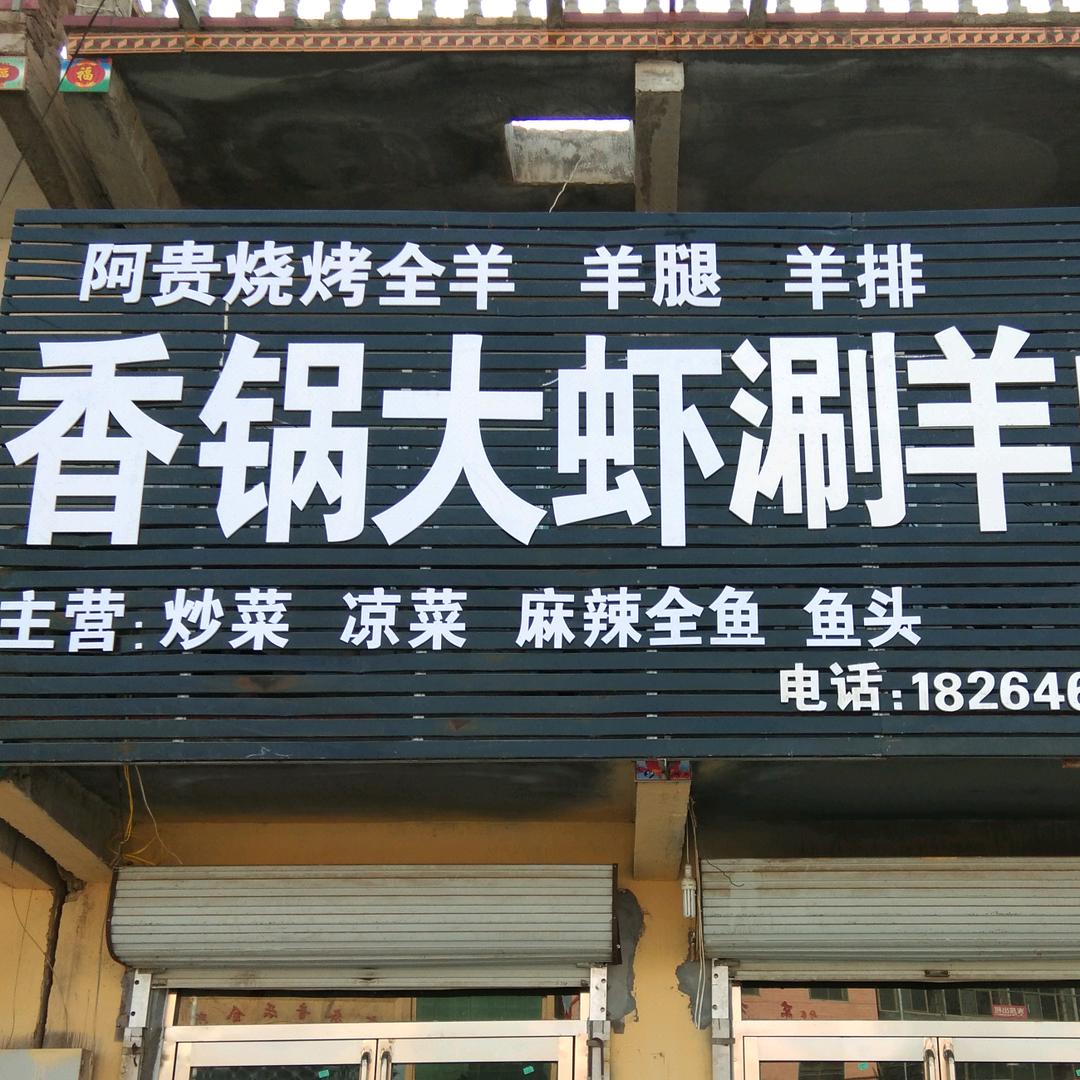 福
阿贵烧烤全羊 羊腿 羊排
香锅大虾涮羊
主营:炒菜 凉菜 麻辣全鱼 鱼头
电话:182646